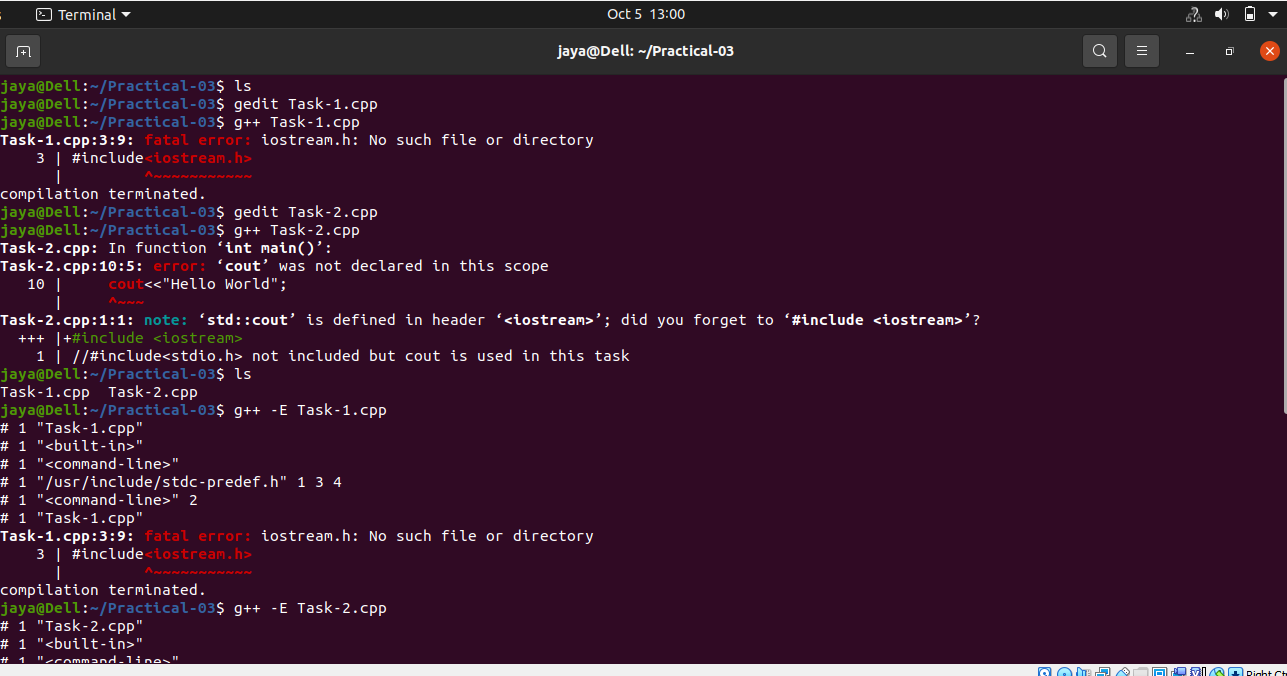 Terminal
Oct 5 13:00
jaya@Dell: ~/Practical-03
jaya@Dell:~/Practical-03$ ls
jaya@Dell:~/Practical-03$ gedit Task-1.cpp
jaya@Dell:~/Practical-03$ g++ Task-1.cpp
Task-1.cpp:3:9: fatal error: iostream.h: No such file or directory
    3 | #include<iostream.h>
      |         ^~~~~~~~~~~~
compilation terminated.
jaya@Dell:~/Practical-03$ gedit Task-2.cpp
jaya@Dell:~/Practical-03$ g++ Task-2.cpp
Task-2.cpp: In function ‘int main()’:
Task-2.cpp:10:5: error: ‘cout’ was not declared in this scope
   10 |     cout<<"Hello World";
      |     ^~~~
Task-2.cpp:1:1: note: ‘std::cout’ is defined in header ‘<iostream>’; did you forget to ‘#include <iostream>’?
  +++ |+#include <iostream>
    1 | //#include<stdio.h> not included but cout is used in this task
jaya@Dell:~/Practical-03$ ls
Task-1.cpp  Task-2.cpp
jaya@Dell:~/Practical-03$ g++ -E Task-1.cpp
# 1 "Task-1.cpp"
# 1 "<built-in>"
# 1 "<command-line>"
# 1 "/usr/include/stdc-predef.h" 1 3 4
# 1 "<command-line>" 2
# 1 "Task-1.cpp"
Task-1.cpp:3:9: fatal error: iostream.h: No such file or directory
    3 | #include<iostream.h>
      |         ^~~~~~~~~~~~
compilation terminated.
jaya@Dell:~/Practical-03$ g++ -E Task-2.cpp
# 1 "Task-2.cpp"
# 1 "<built-in>"
# 1 "<command-line>"
Right Ct